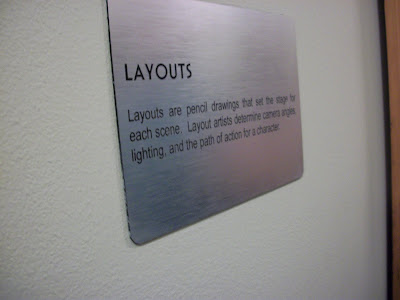 LAYOUTS
Layouts are pencil drawings that set the stage for
each scene. Layout artists determine camera angles
lighting, and the path of action for a character.